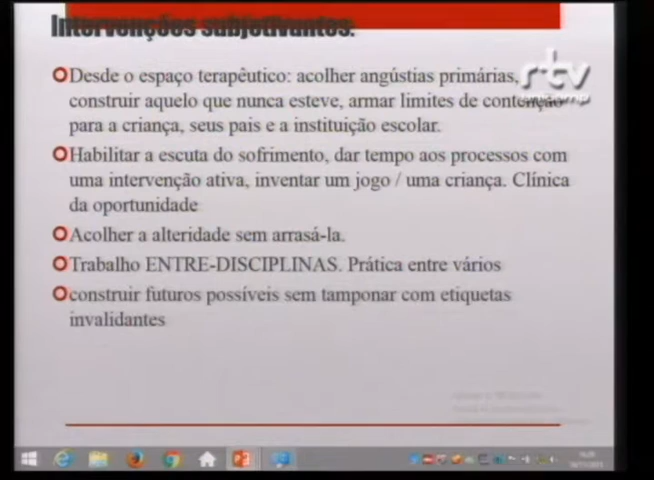 Intervenções subjetivantes:
Desde o espaço terapêutico: acolher angústias primárias,
construir aquelo que nunca esteve, armar limites de contenção
para a criança, seus pais e a instituição escolar.
Habilitar a escuta do sofrimento, dar tempo aos processos com
uma intervenção ativa, inventar um jogo / uma criança. Clínica
da oportunidade
Acolher a alteridade sem arrasá-la.
Trabalho ENTRE-DISCIPLINAS. Prática entre vários
construir futuros possíveis sem tamponar com etiquetas
invalidantes
rtv